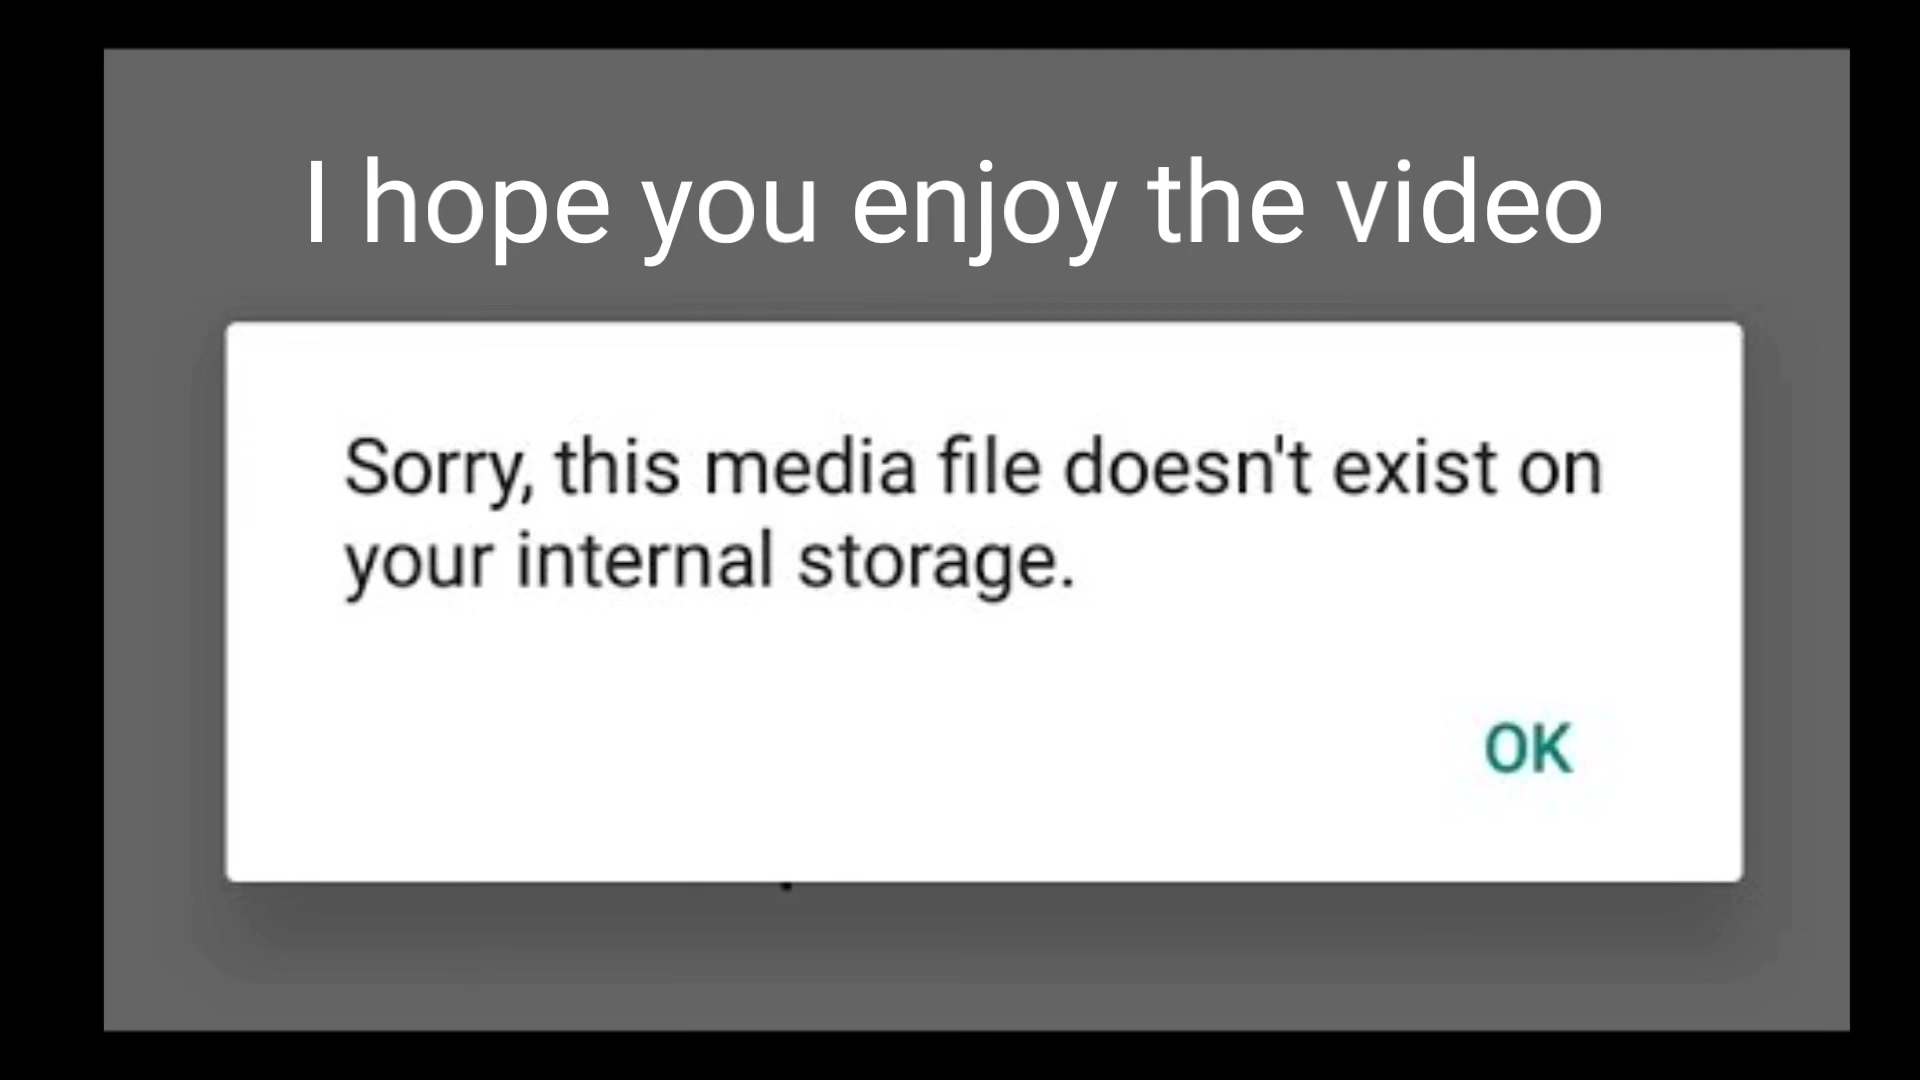 I hope you enjoy the video
Sorry, this media file doesn't exist on
your internal storage.
OK